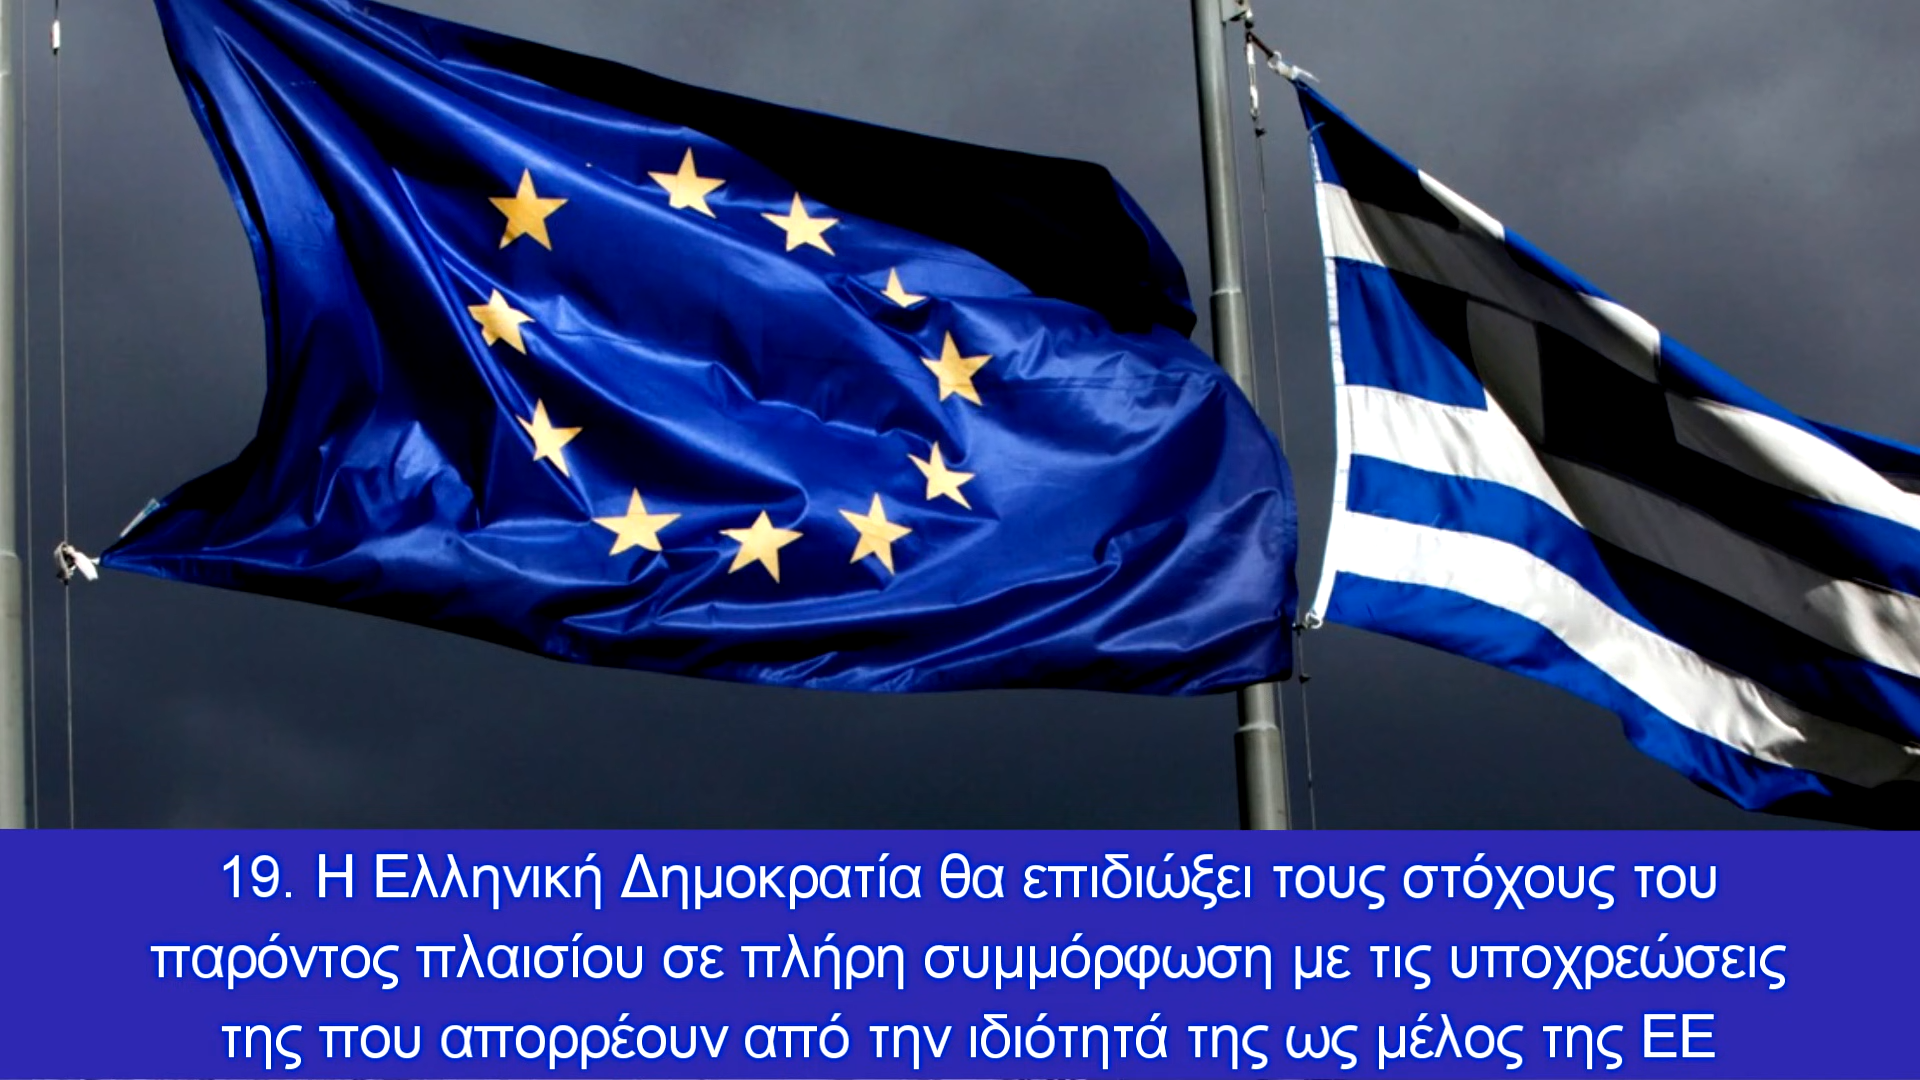 19. Η Ελληνική Δημοκρατία θα επιδιώξει τους στόχους του
παρόντος πλαισίου σε πλήρη συμμόρφωση με τις υποχρεώσεις
της που απορρέουν από την ιδιότητά της ως μέλος της ΕΕ